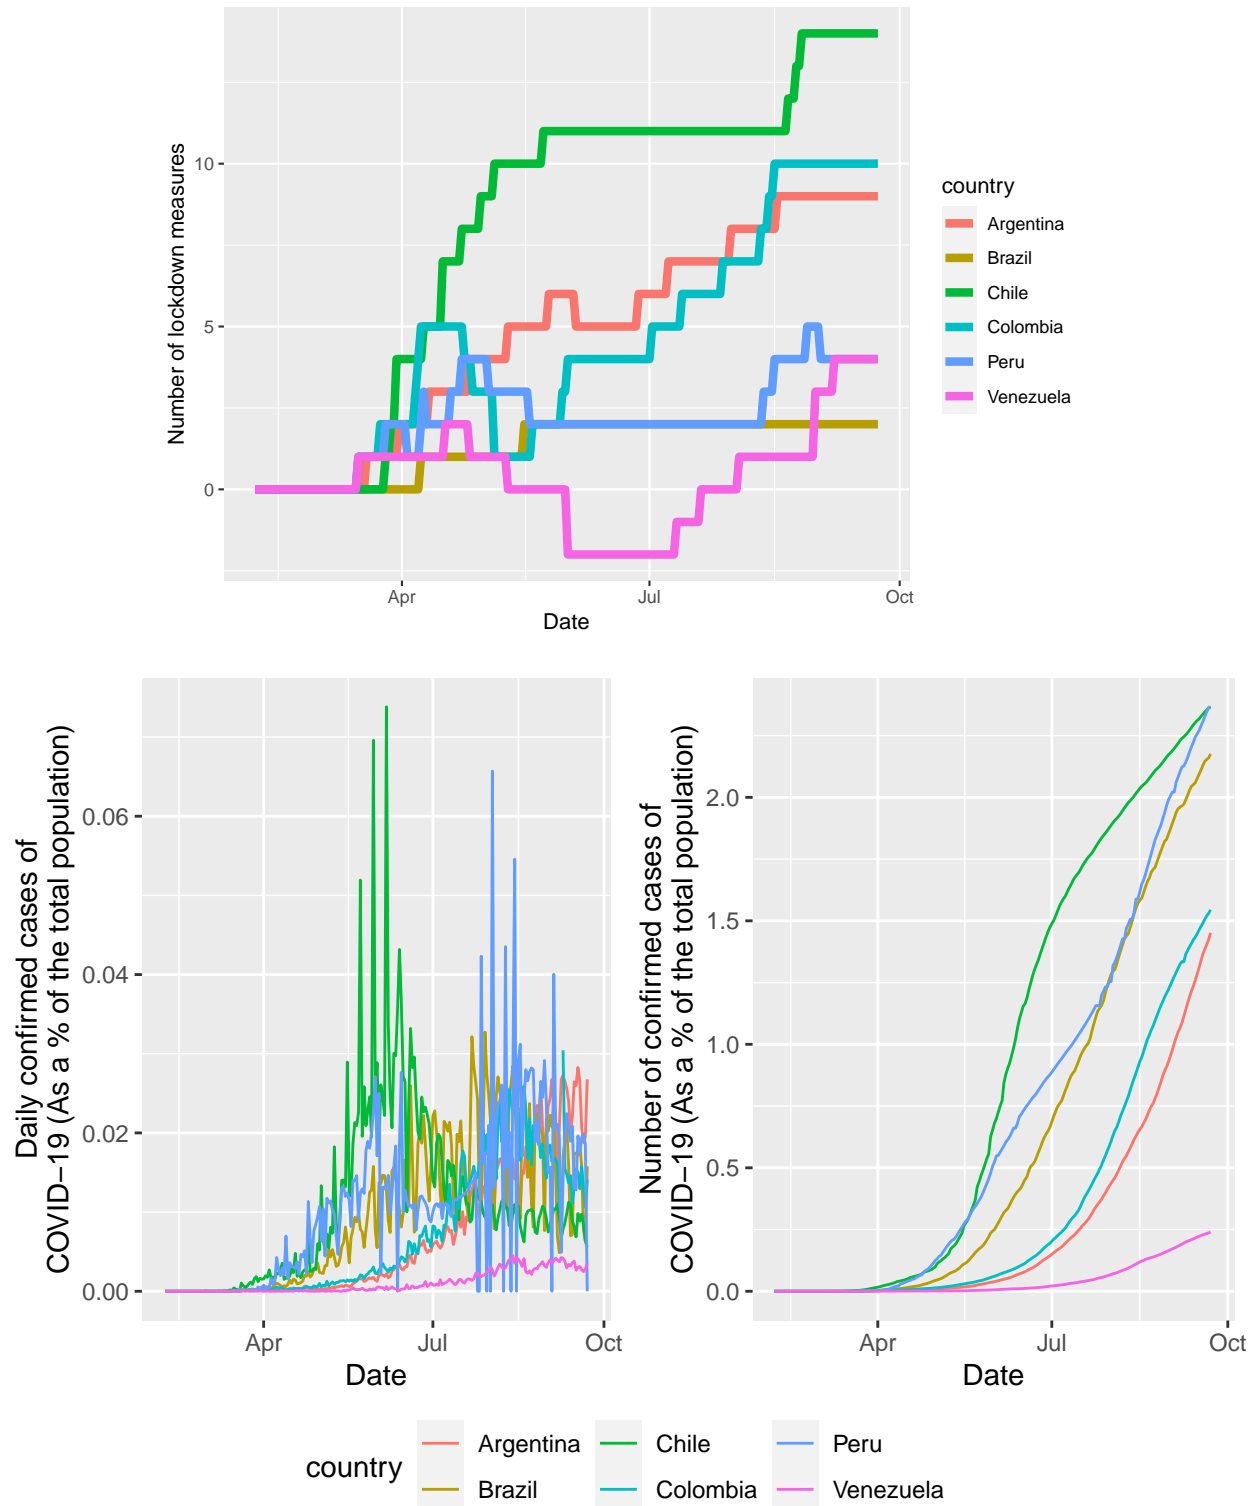 10
5
0
Number of lockdown measures
Apr
Jul
Oct
Date
country
Argentina
Brazil
Chile
Colombia
Peru
Venezuela
Daily confirmed cases of
COVID−19 (As a % of the total population)
0.06
0.04
0.02
0.00
Apr
Jul
Oct
Date
Number of confirmed cases of
COVID−19 (As a % of the total population)
2.0
1.5
1.0
0.5
0.0
Apr
Jul
Oct
Date
country
Argentina
Chile
Peru
Brazil
Colombia
Venezuela